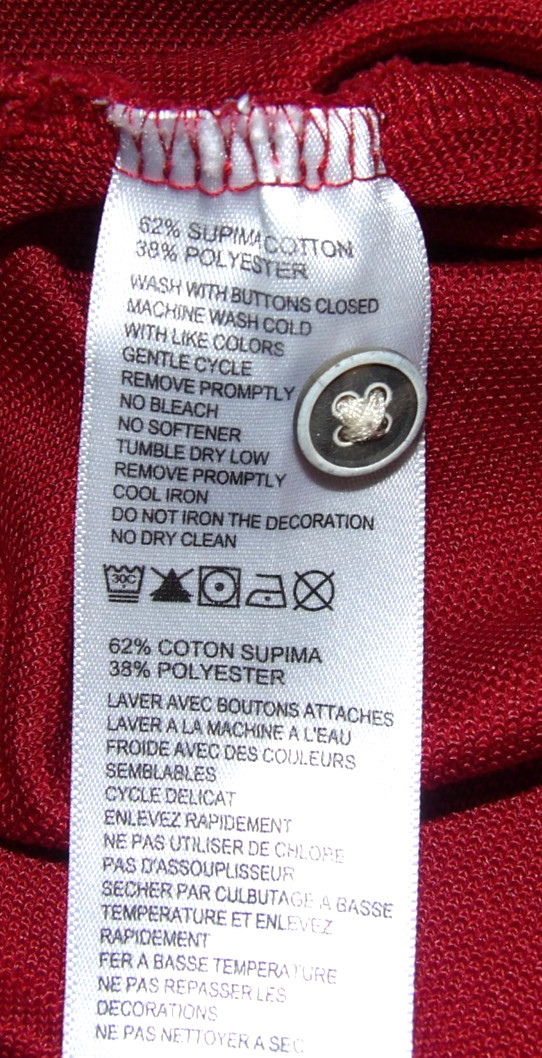 62% SUPIMA COTTON
38% POLYESTER
WASH WITH BUTTONS CLOSED
MACHINE WASH COLD
WITH LIKE COLORS
GENTLE CYCLE
REMOVE PROMPTLY
NO BLEACH
NO SOFTENER
TUMBLE DRY LOW
REMOVE PROMPTLY
COOL IRON
DO NOT IRON THE DECORATION
NO DRY CLEAN
30C
62% COTON SUPIMA
38% POLYESTER
LAVER AVEC BOUTONS ATTACHES
LAVER A LA MACHINE A L'EAU
FROIDE AVEC DES COULEURS
SEMBLABLES
CYCLE DELICAT
ENLEVEZ RAPIDEMENT
NE PAS UTILISER DE CHLORE
PAS D'ASSOUPLISSEUR
SECHER PAR CULBUTAGE A BASSE
TEMPERATURE ET ENLEVEZ
RAPIDEMENT
FER A BASSE TEMPERATURE
NE PAS REPASSER LES
DECORATIONS
NE PAS NETTOYER A SEC